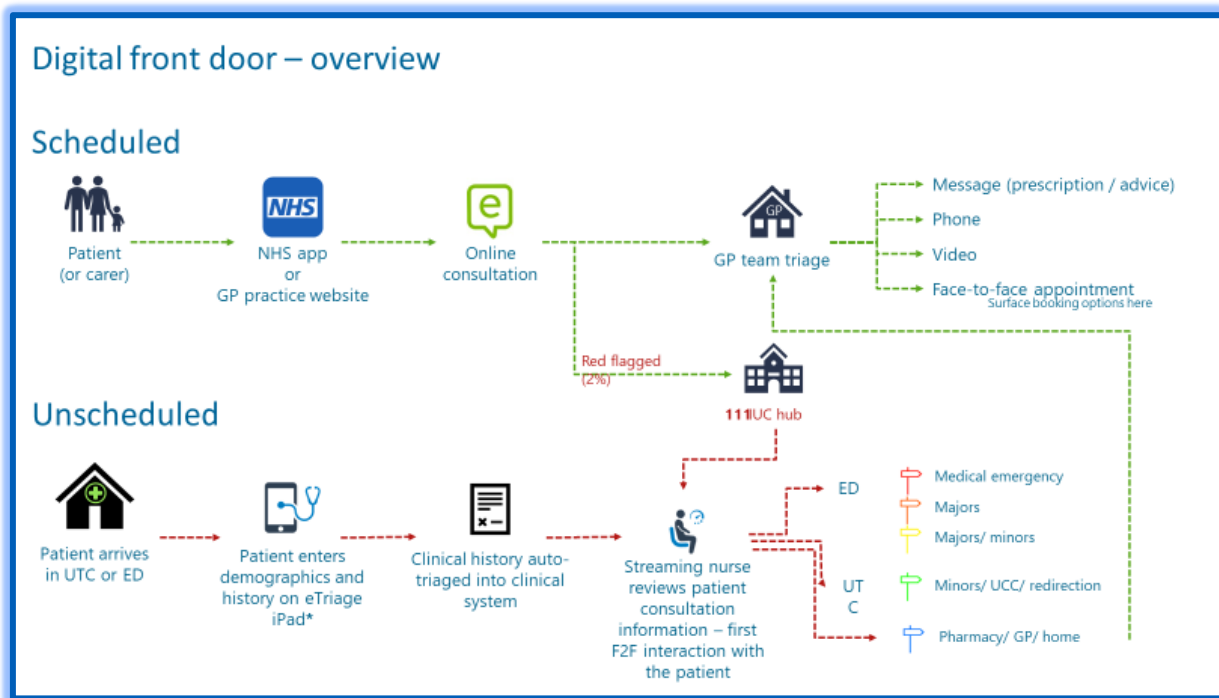 Digital front door – overview
Scheduled
NHS
e
GP
Patient
(or carer)
NHS app
or
GP practice website
Online
consultation
GP team triage
Message (prescription / advice)
Phone
Video
Face-to-face appointment
Surface booking options here
Red flagged
(2%)
111IUC hub
Unscheduled
Patient arrives
in UTC or ED
Patient enters
demographics and
history on eTriage
iPad*
Clinical history auto-
triaged into clinical
system
Streaming nurse
reviews patient
consultation
information – first
F2F interaction with
the patient
ED
UT
C
Medical emergency
Majors
Majors/ minors
Minors/ UCC/ redirection
Pharmacy/ GP/ home